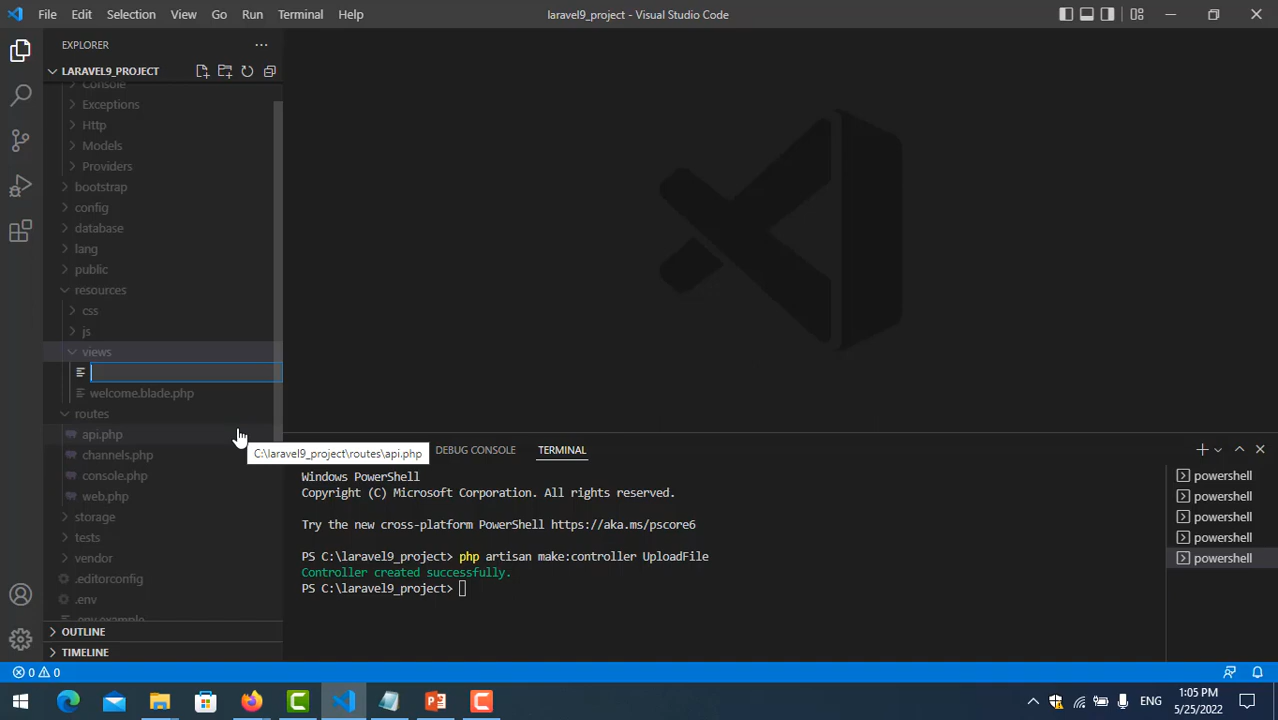 File Edit Selection View Go Run Terminal Help
laravel9_project - Visual Studio Code
EXPLORER
LARAVEL9_PROJECT
Console
Exceptions
Http
Models
Providers
bootstrap
config
database
lang
public
resources
css
js
views
welcome.blade.php
routes
api.php
channels.php
console.php
web.php
storage
tests
vendor
.editorconfig
.env
.env.example
OUTLINE
TIMELINE
C:\laravel9_project\routes\api.php
DEBUG CONSOLE TERMINAL
Windows PowerShell
Copyright (C) Microsoft Corporation. All rights reserved.
Try the new cross-platform PowerShell https://aka.ms/pscore6
PS C:\laravel9_project> php artisan make:controller UploadFile
Controller created successfully.
PS C:\laravel9_project>
powershell
powershell
powershell
powershell
powershell
0 0
ENG
1:05 PM
5/25/2022